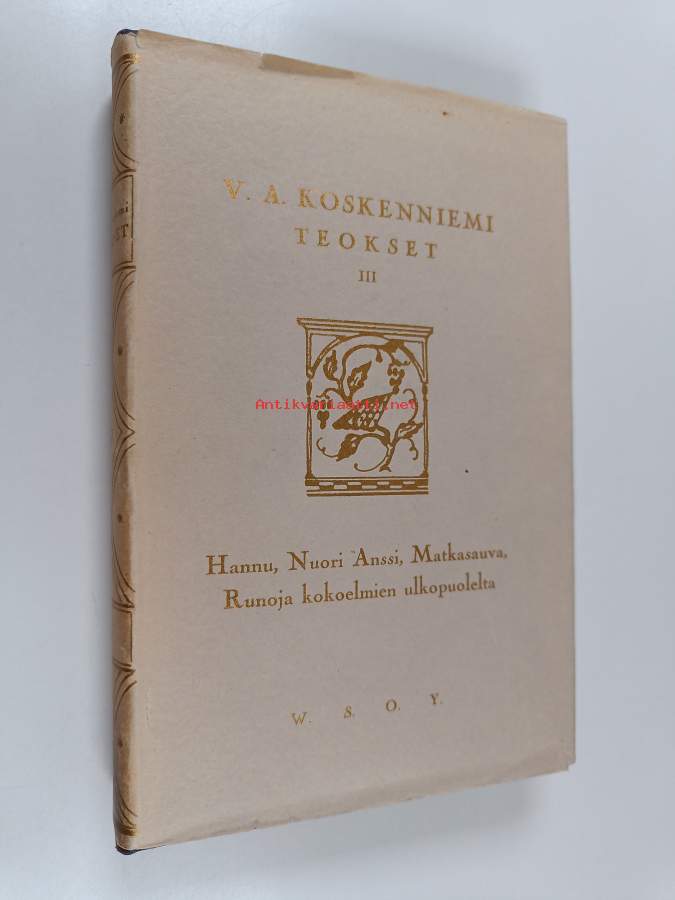 V. A. KOSKENNIEMI
TEOKSET
III
Antikvariaatti.net
Hannu, Nuori Anssi, Matkasauva,
Runoja kokoelmien ulkopuolelta
W. S. O. Y.